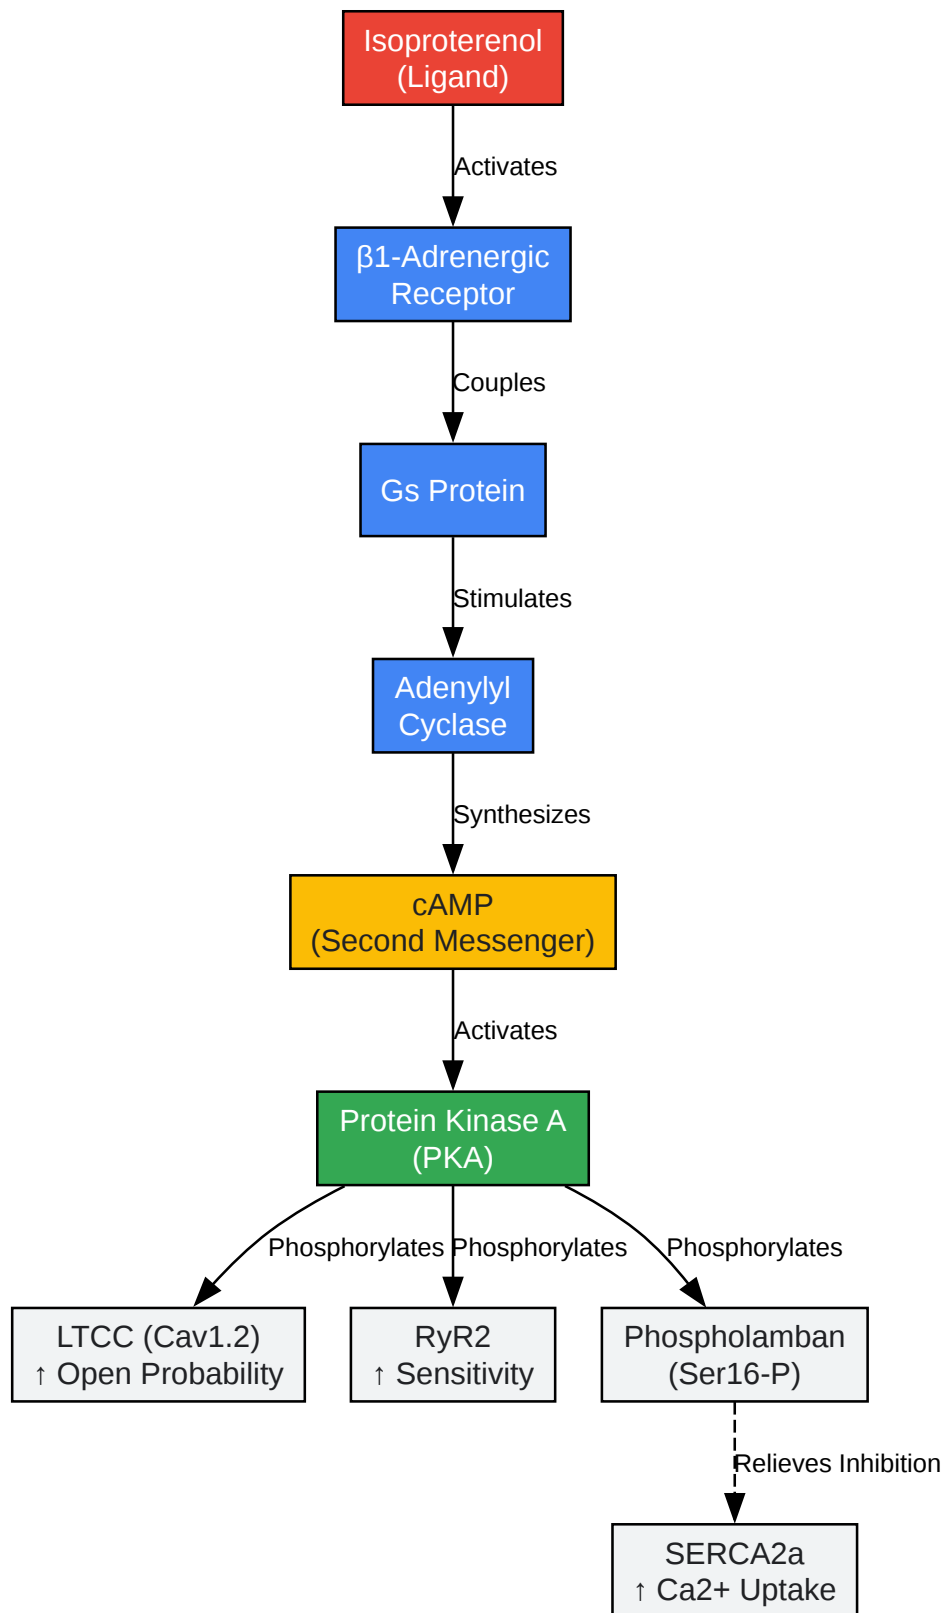 Isoproterenol
(Ligand)
Activates
β1-Adrenergic
Receptor
Couples
Gs Protein
Stimulates
Adenylyl
Cyclase
Synthesizes
cAMP
(Second Messenger)
Activates
Protein Kinase A
(PKA)
Phosphorylates
Phosphorylates
Phosphorylates
LTCC (Cav1.2)
↑ Open Probability
RyR2
↑ Sensitivity
Phospholamban
(Ser16-P)
Relieves Inhibition
SERCA2a
↑ Ca2+ Uptake